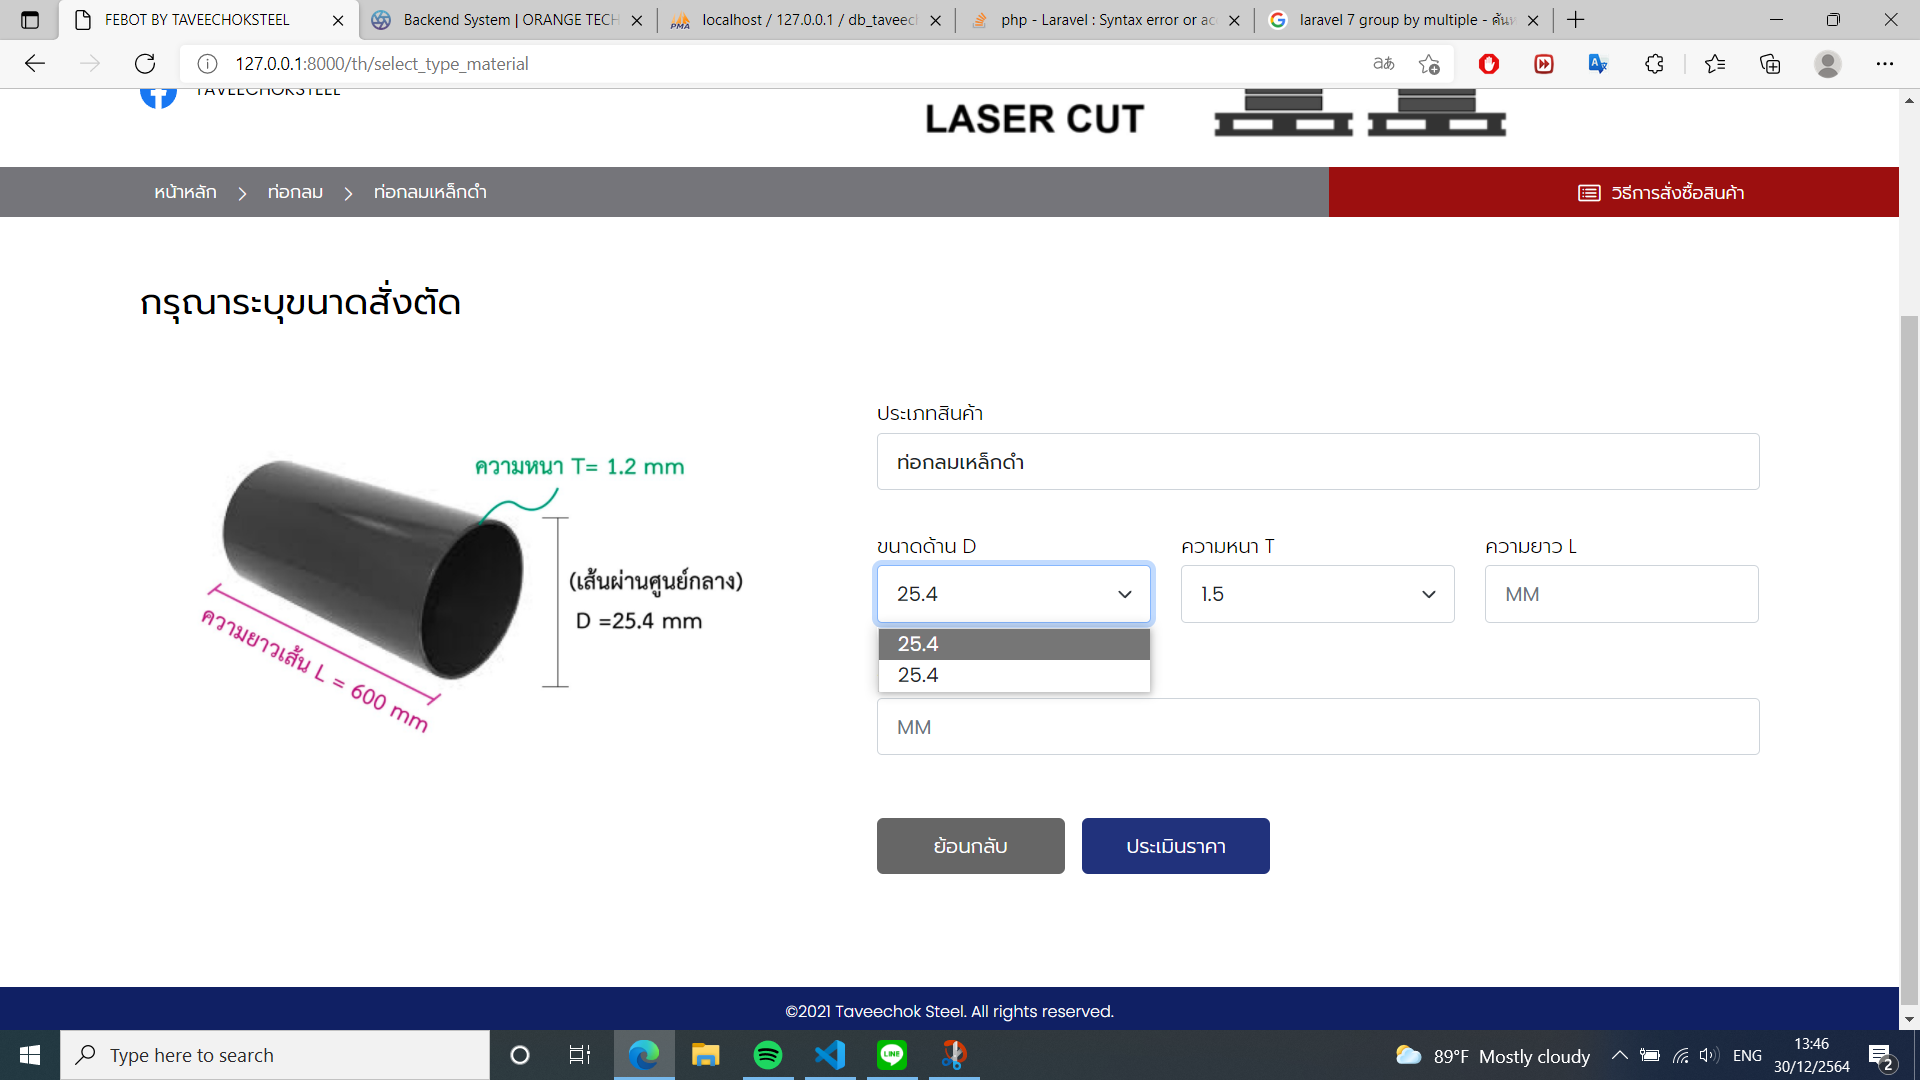 FEBOT BY TAVEECHOKSTEEL
Backend System | ORANGE TECH
localhost / 127.0.0.1 / db_taveech
php - Laravel : Syntax error or acc
laravel 7 group by multiple - ค้นห
127.0.0.1:8000/th/select_type_material
TAVEECHOKSTEEL
LASER CUT
หน้าหลัก
ท่อกลม
ท่อกลมเหล็กดำ
วิธีการสั่งซื้อสินค้า
กรุณาระบุขนาดสั่งตัด
ความหนา T= 1.2 mm
(เส้นผ่านศูนย์กลาง)
D =25.4 mm
ความยาวเส้น L = 600 mm
ประเภทสินค้า
ท่อกลมเหล็กดำ
ขนาดด้าน D
ความหนา T
ความยาว L
25.4
1.5
MM
25.4
25.4
MM
ย้อนกลับ
ประเมินราคา
©2021 Taveechok Steel. All rights reserved.
Type here to search
89°F Mostly cloudy
ENG
13:46
30/12/2564
2